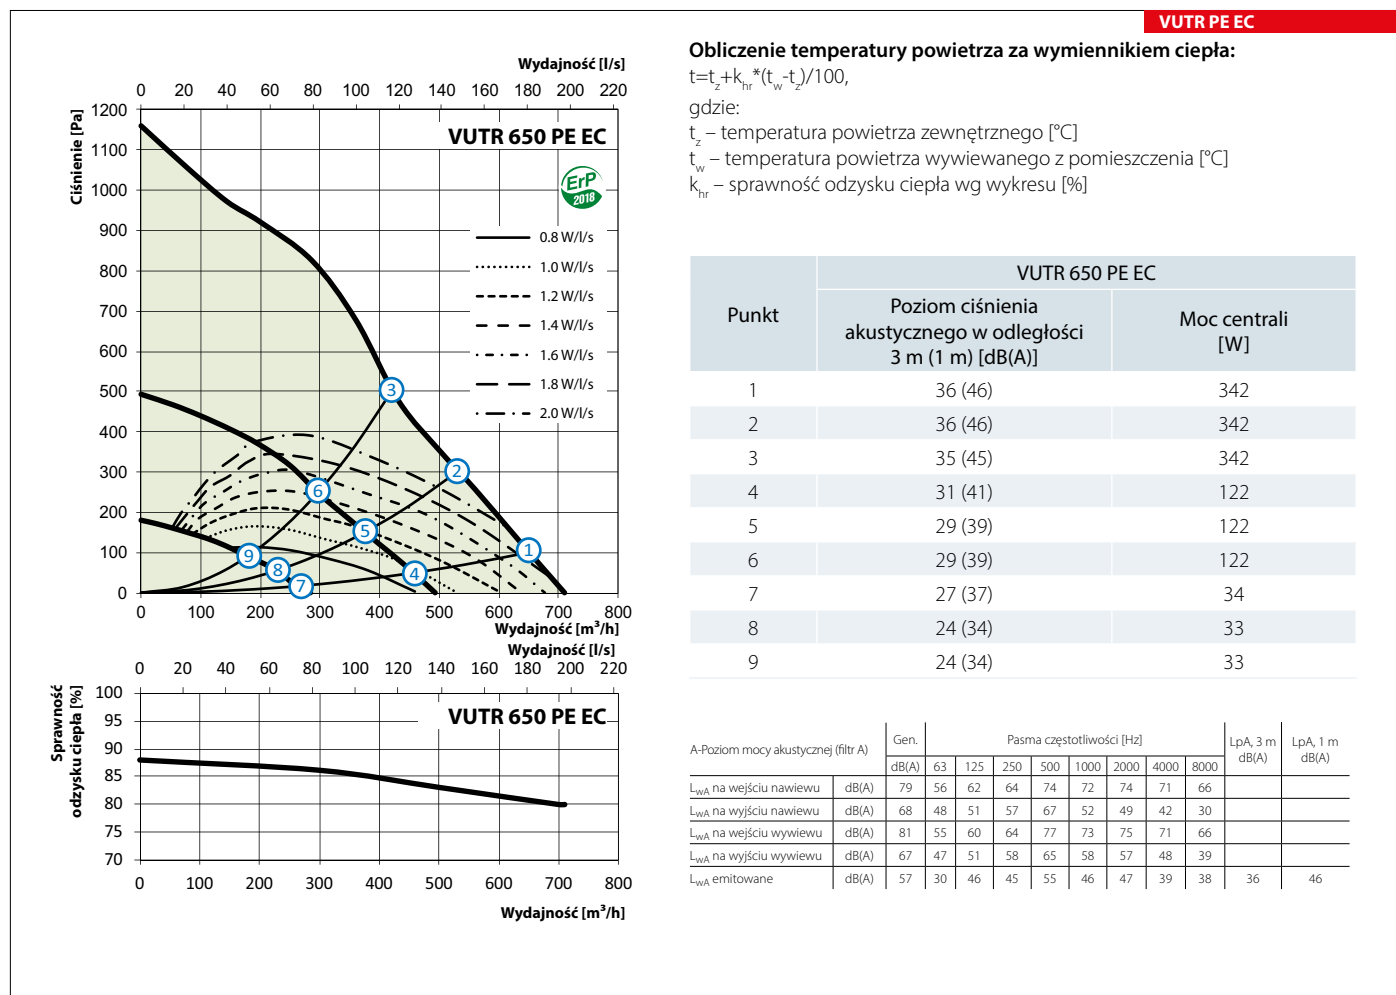 VUTR PE EC
Wydajność [l/s]
0 20 40 60 80 100 120 140 160 180 200 220
Ciśnienie [Pa]
1200
1100
1000
900
800
700
600
500
400
300
200
100
0
VUTR 650 PE EC
ErP
2018
0.8 W/l/s
1.0 W/l/s
1.2 W/l/s
1.4 W/l/s
1.6 W/l/s
1.8 W/l/s
2.0 W/l/s
3
2
6
5
1
9
8
7
4
0 100 200 300 400 500 600 700 800
Wydajność [m³/h]
Wydajność [l/s]
0 20 40 60 80 100 120 140 160 180 200 220
Sprawność
odzysku ciepła [%]
100
95
90
85
80
75
70
VUTR 650 PE EC
0 100 200 300 400 500 600 700 800
Wydajność [m³/h]
Obliczenie temperatury powietrza za wymiennikiem ciepła:
t=tz+khr*(tw-tz)/100,
gdzie:
tz – temperatura powietrza zewnętrznego [°C]
tw – temperatura powietrza wywiewanego z pomieszczenia [°C]
khr – sprawność odzysku ciepła wg wykresu [%]
Punkt
VUTR 650 PE EC
Poziom ciśnienia
akustycznego w odległości
3 m (1 m) [dB(A)]
Moc centrali
[W]
1 36 (46) 342
2 36 (46) 342
3 35 (45) 342
4 31 (41) 122
5 29 (39) 122
6 29 (39) 122
7 27 (37) 34
8 24 (34) 33
9 24 (34) 33
A-Poziom mocy akustycznej (filtr A)
Gen. Pasma częstotliwości [Hz]
LpA, 3 m
dB(A)
LpA, 1 m
dB(A)
dB(A) 63 125 250 500 1000 2000 4000 8000
LwA na wejściu nawiewu dB(A) 79 56 62 64 74 72 74 71 66
LwA na wyjściu nawiewu dB(A) 68 48 51 57 67 52 49 42 30
LwA na wejściu wywiewu dB(A) 81 55 60 64 77 73 75 71 66
LwA na wyjściu wywiewu dB(A) 67 47 51 58 65 58 57 48 39
LwA emitowane dB(A) 57 30 46 45 55 46 47 39 38 36 46